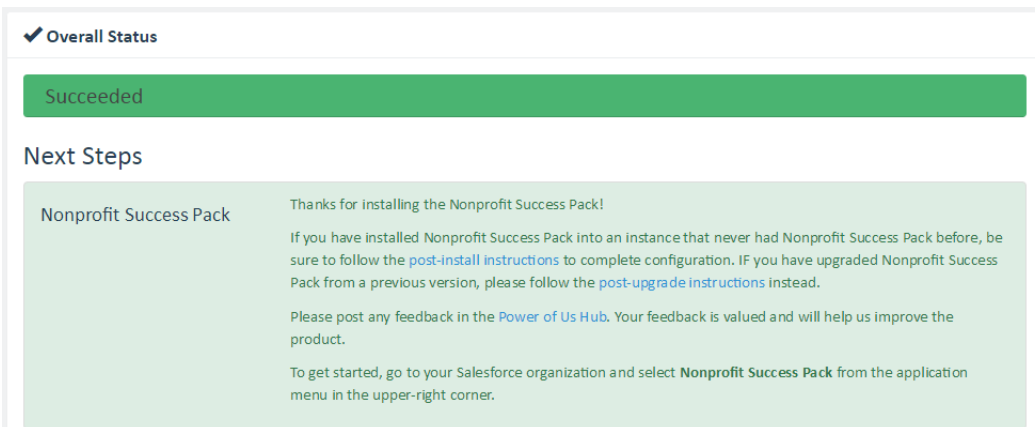 Overall Status
Succeeded
Next Steps
Nonprofit Success Pack
Thanks for installing the Nonprofit Success Pack!
If you have installed Nonprofit Success Pack into an instance that never had Nonprofit Success Pack before, be
sure to follow the post-install instructions to complete configuration. IF you have upgraded Nonprofit Success
Pack from a previous version, please follow the post-upgrade instructions instead.
Please post any feedback in the Power of Us Hub. Your feedback is valued and will help us improve the
product.
To get started, go to your Salesforce organization and select Nonprofit Success Pack from the application
menu in the upper-right corner.